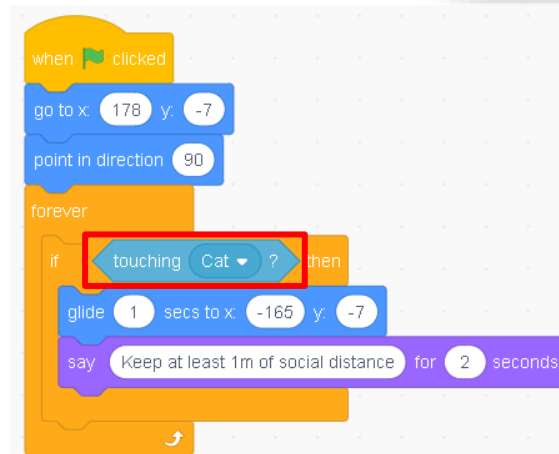 when clicked
go to x: 178 y: -7
point in direction 90
forever
if touching Cat ? then
glide 1 secs to x: -165 y: -7
say Keep at least 1m of social distance for 2 seconds